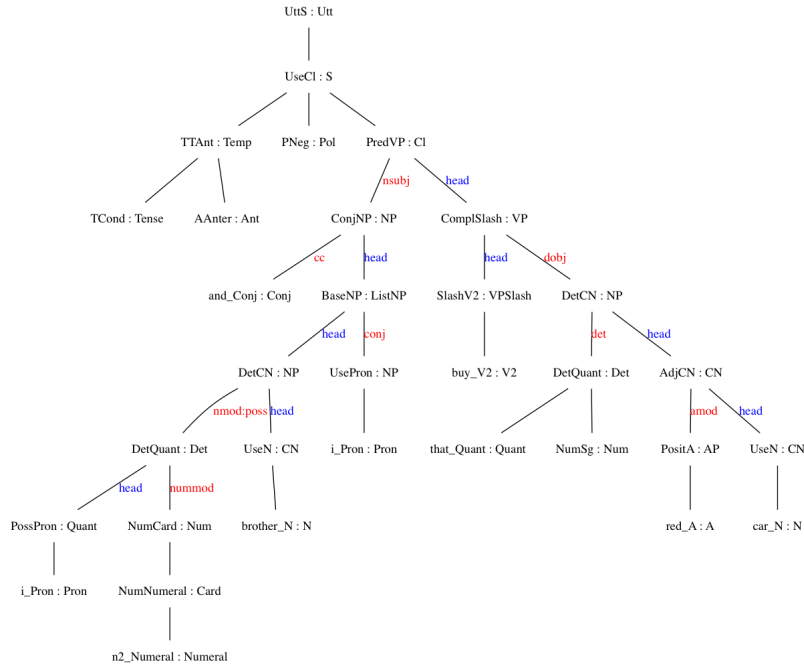 UttS : Utt
UseCl : S
TTAnt : Temp PNeg : Pol PredVP : Cl
nsubj head
TCond : Tense AAnter : Ant ConjNP : NP ComplSlash : VP
cc head head dobj
and_Conj : Conj BaseNP : ListNP SlashV2 : VPSlash DetCN : NP
head conj det head
DetCN : NP UsePron : NP buy_V2 : V2 DetQuant : Det AdjCN : CN
nmod:poss head amod head
DetQuant : Det UseN : CN i_Pron : Pron that_Quant : Quant NumSg : Num PositA : AP UseN : CN
head nummod
PossPron : Quant NumCard : Num brother_N : N red_A : A car_N : N
i_Pron : Pron NumNumeral : Card
n2_Numeral : Numeral